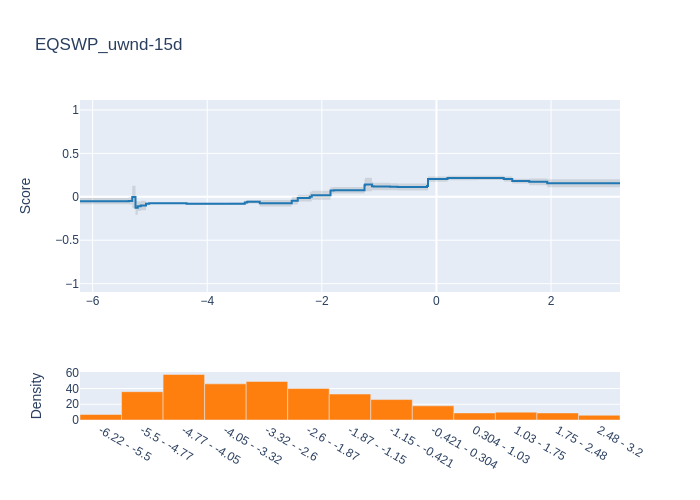 EQSWP_uwnd-15d
Score
1
0.5
0
−0.5
−1
−6
−4
−2
0
2
Density
60
40
20
0
-6.22 - -5.5
-5.5 - -4.77
-4.77 - -4.05
-4.05 - -3.32
-3.32 - -2.6
-2.6 - -1.87
-1.87 - -1.15
-1.15 - -0.421
-0.421 - 0.304
0.304 - 1.03
1.03 - 1.75
1.75 - 2.48
2.48 - 3.2